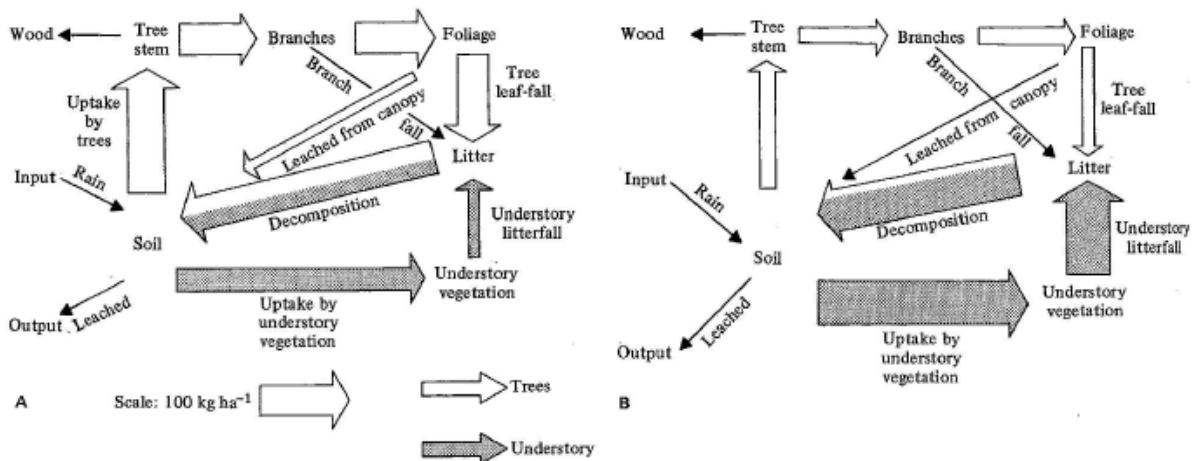 Wood
Tree
stem
Branches
Foliage
Uptake
by
trees
Branch
fall
Tree
leaf-fall
Leached from canopy
Litter
Input
Rain
Decomposition
Soil
Understory
litterfall
Output
Leached
Uptake by
understory
vegetation
Understory
vegetation
A
Scale: 100 kg ha⁻¹
Trees
Understory
Wood
Tree
stem
Branches
Foliage
Branch
fall
Tree
leaf-fall
Leached from canopy
Litter
Input
Rain
Decomposition
Soil
Understory
litterfall
Output
Leached
Uptake by
understory
vegetation
Understory
vegetation
B